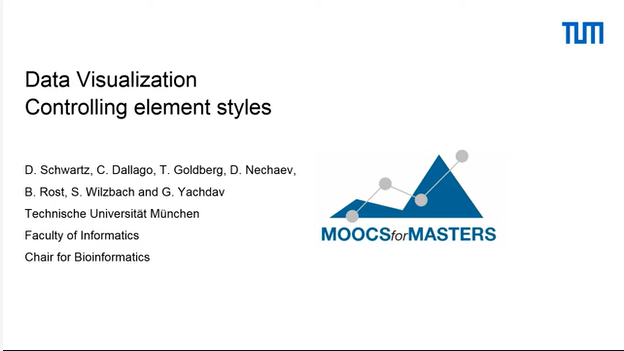 TUM
Data Visualization
Controlling element styles
D. Schwartz, C. Dallago, T. Goldberg, D. Nechaev,
B. Rost, S. Wilzbach and G. Yachdav
Technische Universität München
Faculty of Informatics
Chair for Bioinformatics
MOOCSforMASTERS